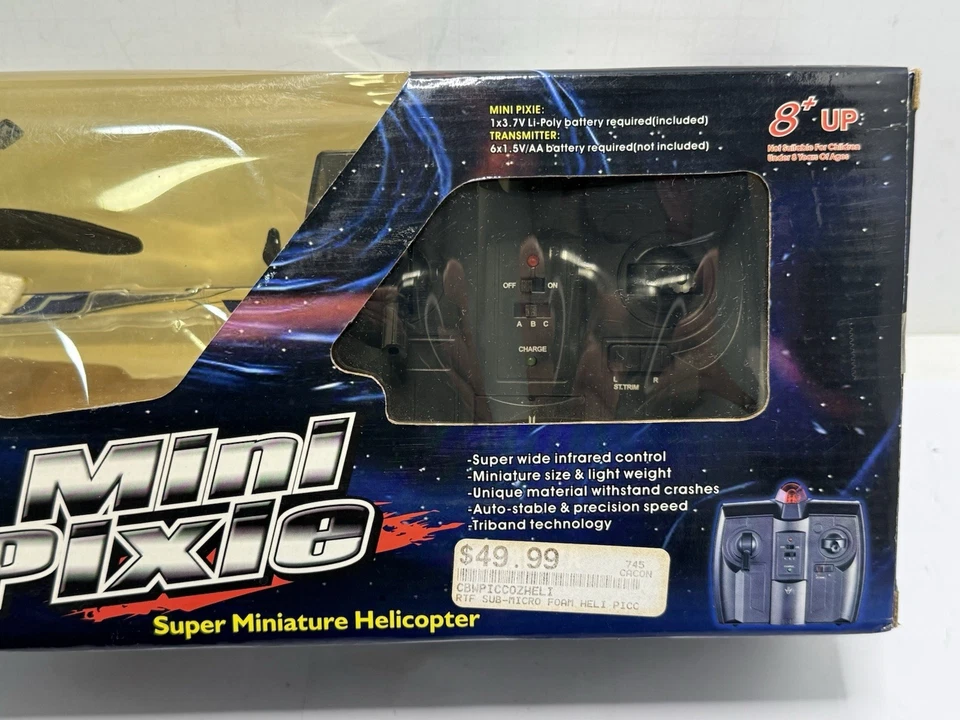 MINI PIXIE:
1x3.7V Li-Poly battery required(included)
TRANSMITTER:
6x1.5V/AA battery required(not included)
8+ UP
Not Suitable For Children
Under 8 Years Of Ages
OFF ON
A B C
CHARGE
L R
ST.TRIM
Mini
Pixie
Super Miniature Helicopter
-Super wide infrared control
-Miniature size & light weight
-Unique material withstand crashes
-Auto-stable & precision speed
-Triband technology
$49.99
745
CACON
CBWPICCOZHELI
RTF SUB-MICRO FOAM HELI PICC